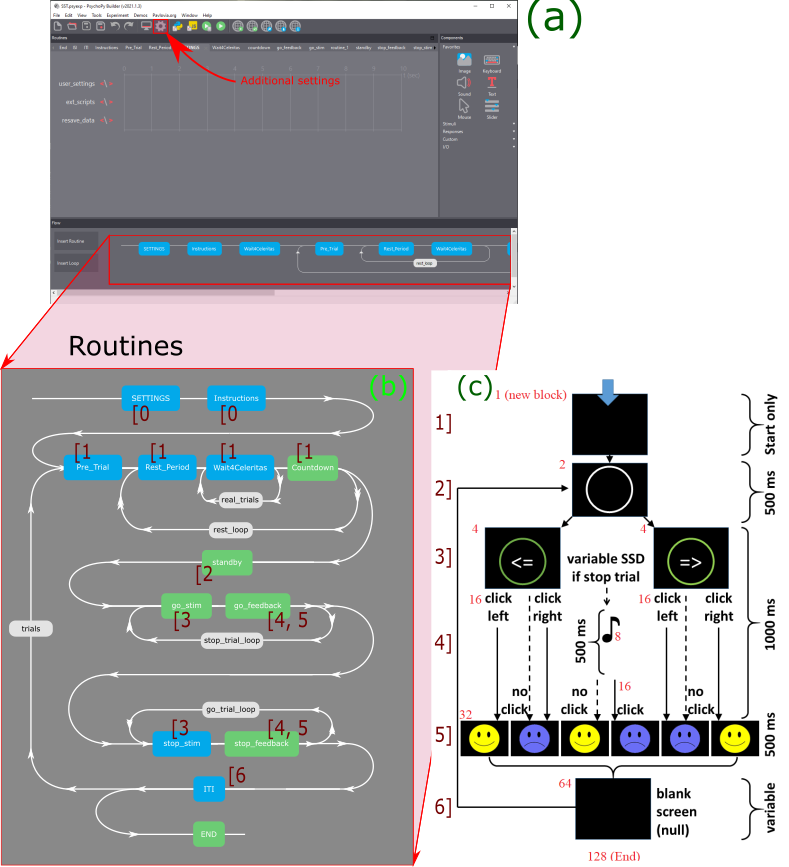 SST.psyexp - PsychoPy Builder (v2021.1.3)
(a)
File Edit View Tools Experiment Demos Pavlovia.org Window Help
Routines
Components
End ISI ITI Instructions Pre_Trial Rest_Period SETTINGS Wait4Celeritas countdown go_feedback go_stim routine_1 standby stop_feedback stop_stim
Favorites
Image Keyboard
Sound Text
Mouse Slider
Stimuli
Responses
Custom
I/O
Additional settings
user_settings
ext_scripts
resave_data
Flow
Insert Routine
Insert Loop
SETTINGS Instructions Wait4Celeritas Pre_Trial Rest_Period Wait4Celeritas
rest_loop
Routines
(b)
SETTINGS Instructions
[0 [0
[1 [1 [1 [1
Pre_Trial Rest_Period Wait4Celeritas Countdown
real_trials
rest_loop
standby
[2
go_stim go_feedback
[3 [4, 5
trials
stop_trial_loop
go_trial_loop
[3 [4, 5
stop_stim stop_feedback
[6
ITI
END
(c)
1 (new block)
1]
Start only
2
2]
500 ms
4 4
3]
<= =>
variable SSD
if stop trial
16 click click
left right
16 click click
left right
1000 ms
4]
500 ms
8
16
no
click
no
click
click
no
click
32
5]
500 ms
64
6]
blank
screen
(null)
variable
128 (End)